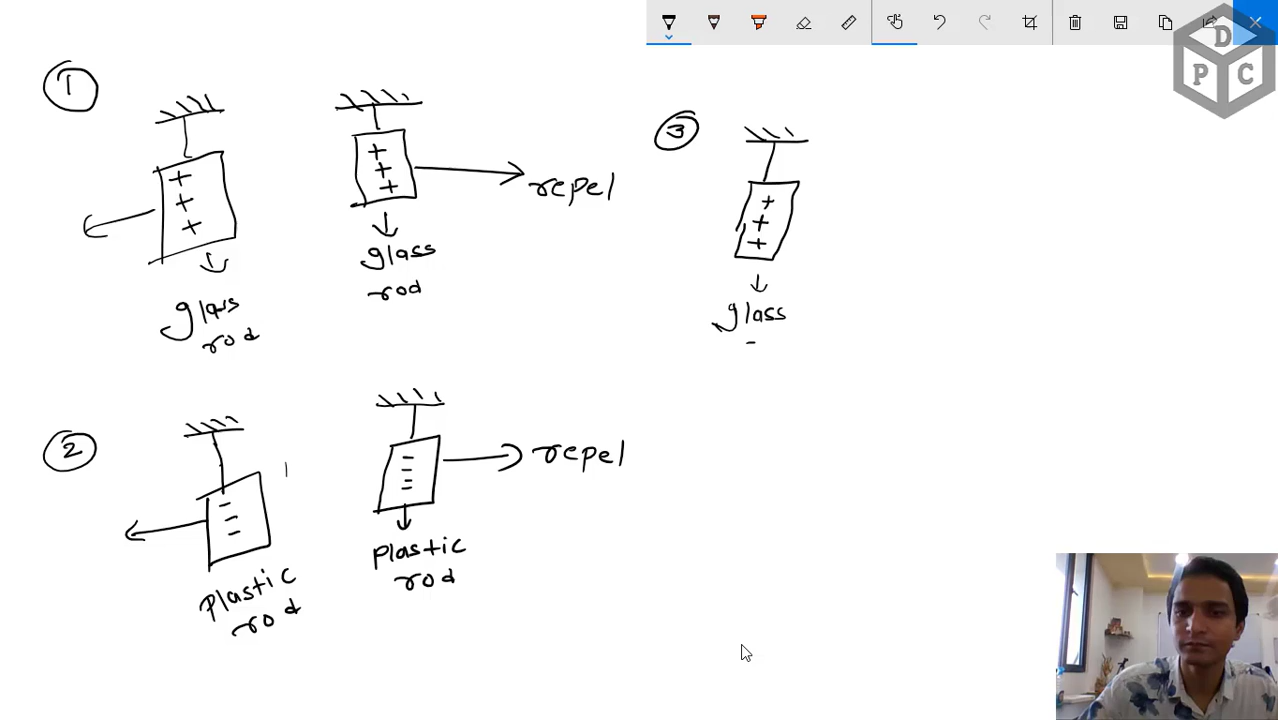 1
+
+
+
glass
rod
+
+
+
repel
glass
rod
2
-
-
-
Plastic
rod
-
-
-
-
repel
Plastic
rod
3
+
+
+
glass
D
P C